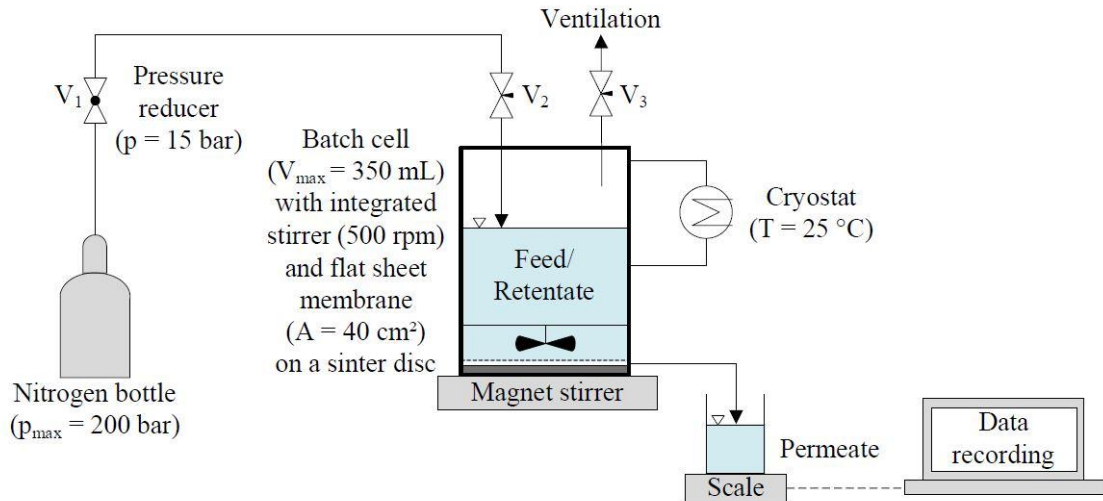 Ventilation
V₁
Pressure
reducer
(p = 15 bar)
V₂
V₃
Batch cell
(Vmax = 350 mL)
with integrated
stirrer (500 rpm)
and flat sheet
membrane
(A = 40 cm²)
on a sinter disc
Feed/
Retentate
Cryostat
(T = 25 °C)
Nitrogen bottle
(pmax = 200 bar)
Magnet stirrer
Permeate
Scale
Data
recording